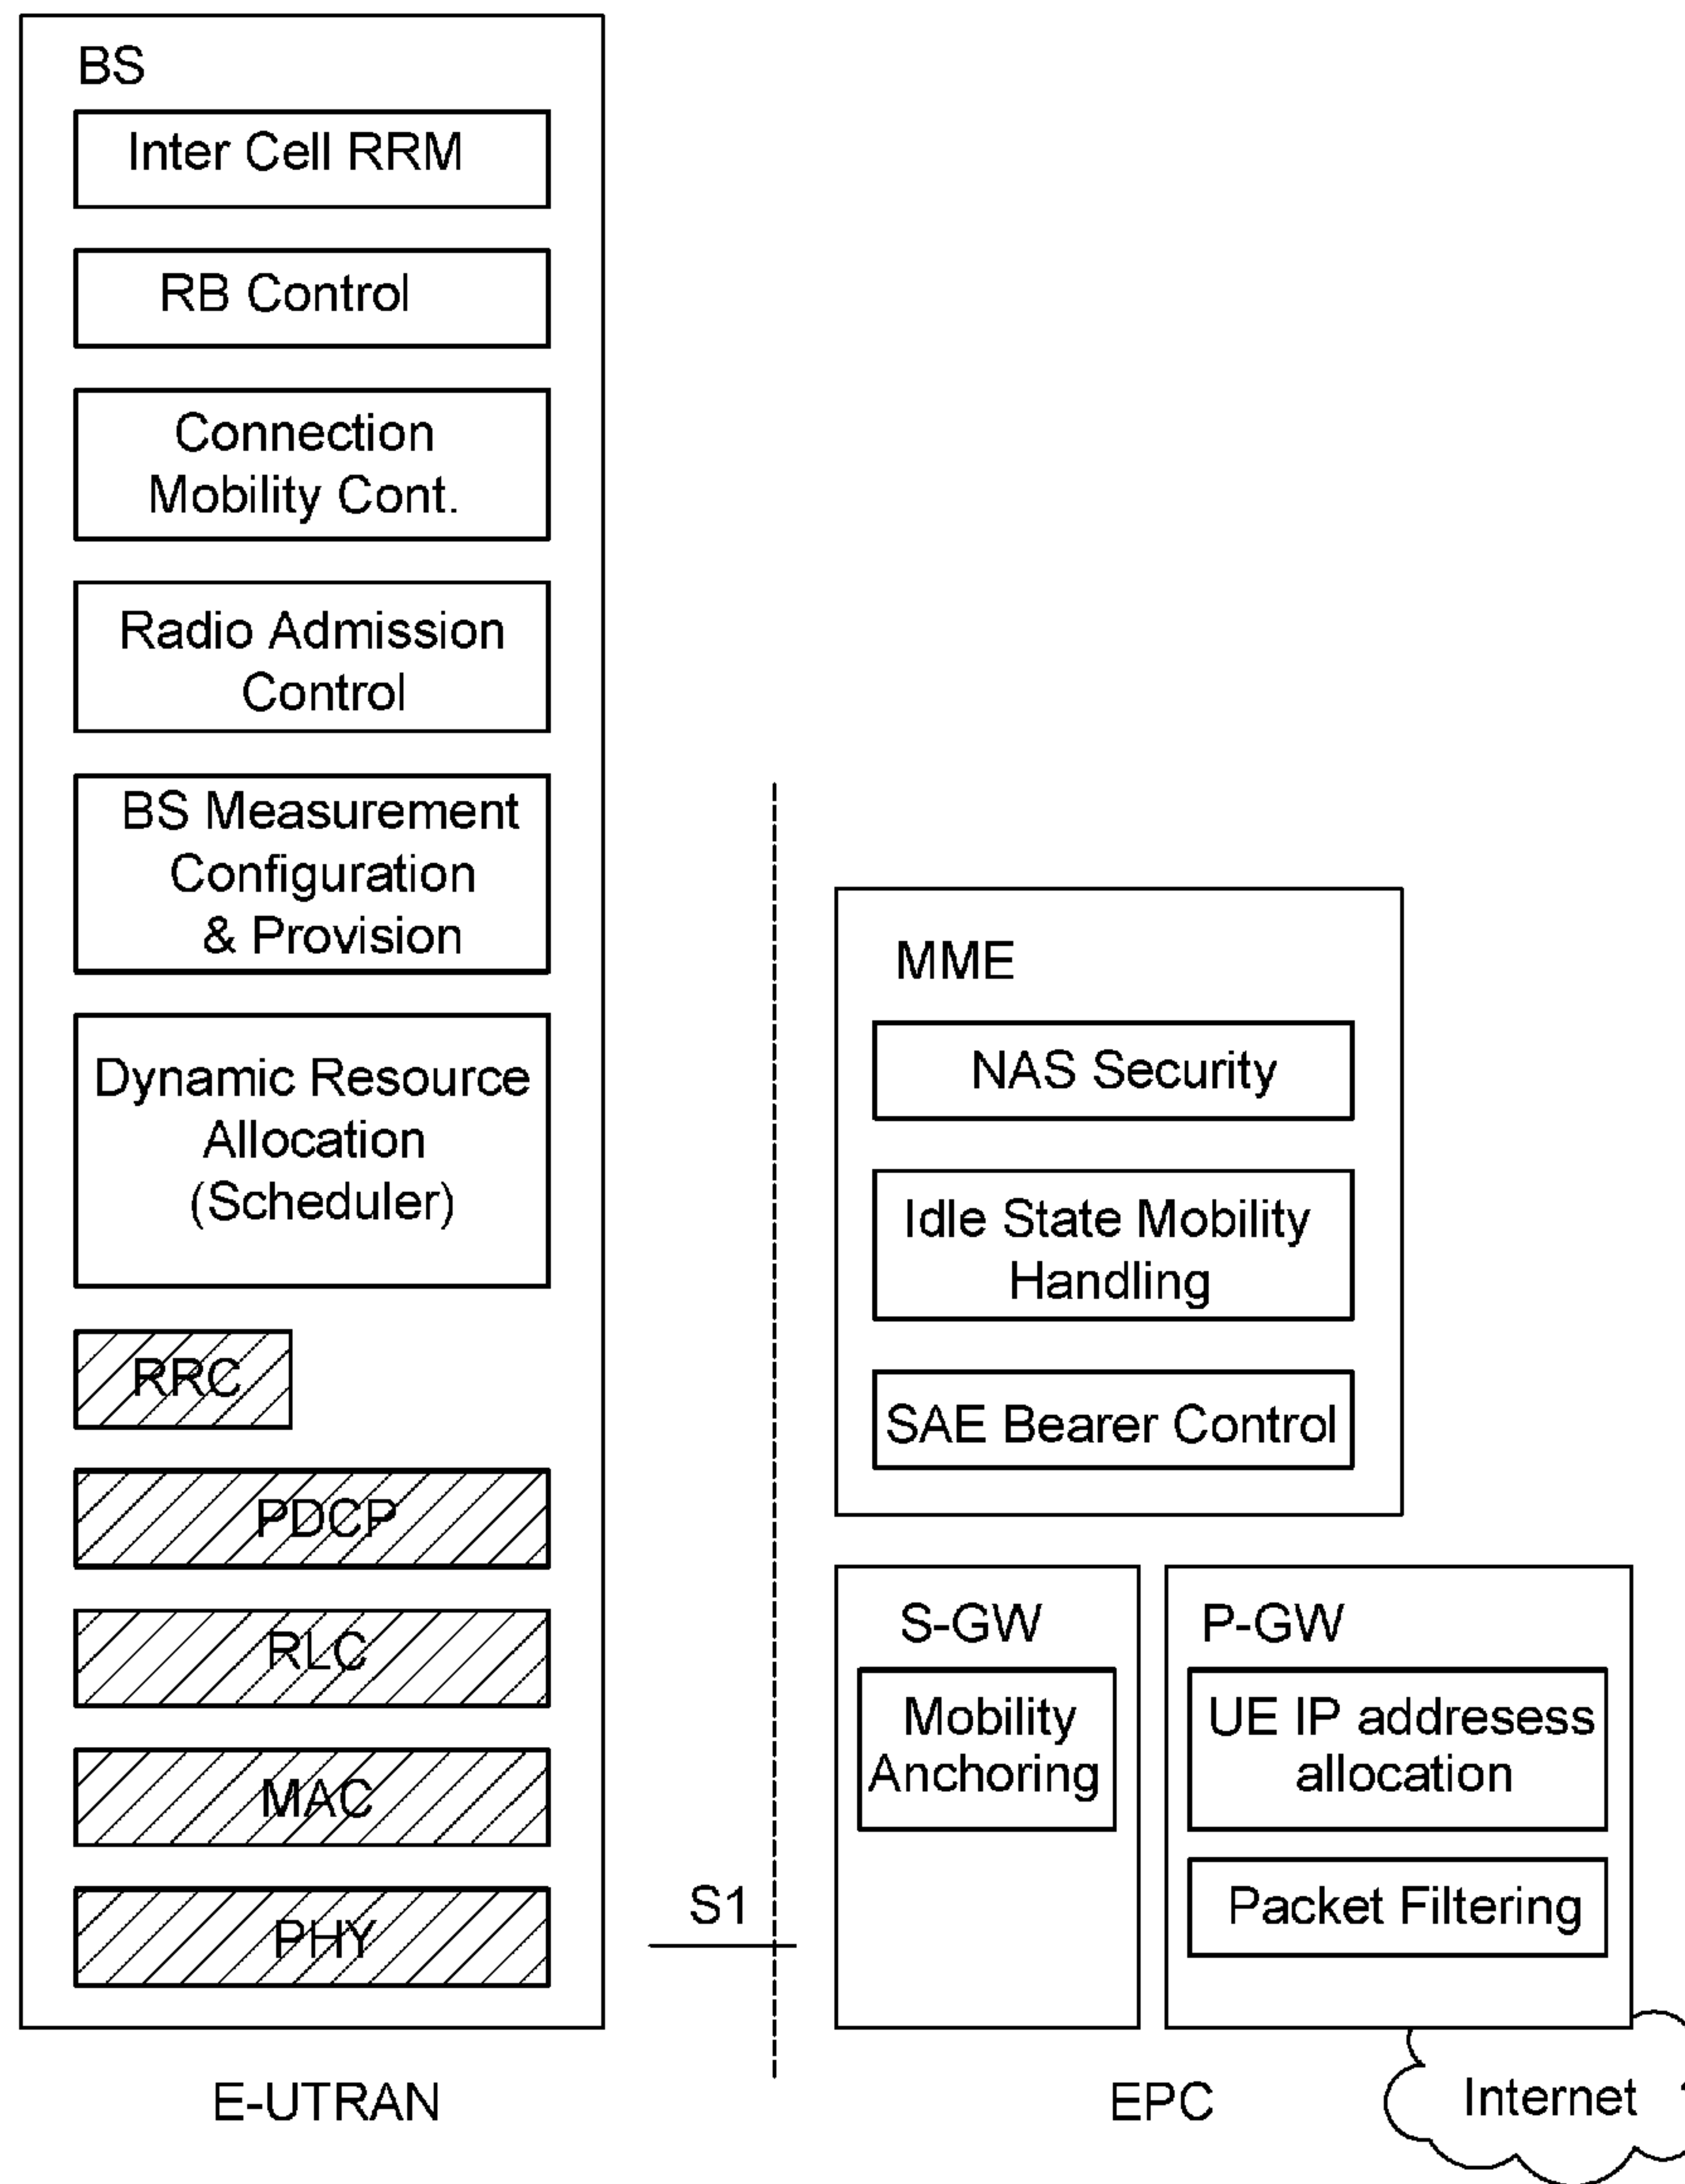 BS
Inter Cell RRM
RB Control
Connection
Mobility Cont.
Radio Admission
Control
BS Measurement
Configuration
& Provision
Dynamic Resource
Allocation
(Scheduler)
RRC
PDCP
RLC
MAC
PHY
S1
E-UTRAN
MME
NAS Security
Idle State Mobility
Handling
SAE Bearer Control
S-GW
Mobility
Anchoring
P-GW
UE IP addresess
allocation
Packet Filtering
EPC
Internet